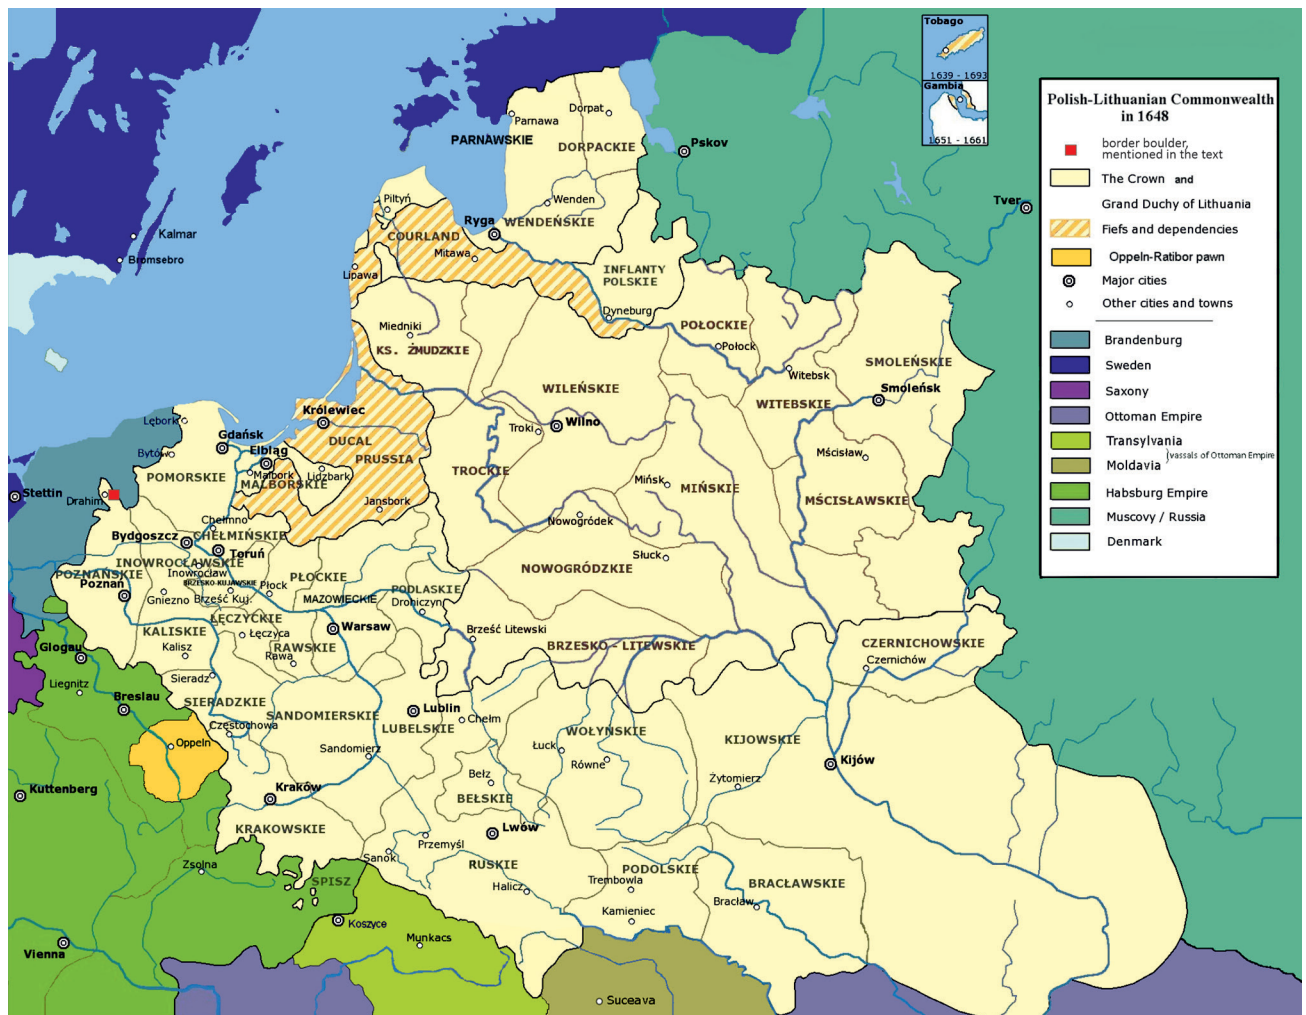 Tobago
1639 - 1693
Gambia
1651 - 1661
Polish-Lithuanian Commonwealth
in 1648
border boulder,
mentioned in the text
The Crown and
Grand Duchy of Lithuania
Fiefs and dependencies
Oppeln-Ratibor pawn
Major cities
Other cities and towns
Brandenburg
Sweden
Saxony
Ottoman Empire
Transylvania
Moldavia
vassals of Ottoman Empire
Habsburg Empire
Muscovy / Russia
Denmark
Dorpat
Parnawa
PARNAWSKIE
DORPACKIE
Pskov
Tver
Piltyń
Wenden
Ryga
WENDEŃSKIE
COURLAND
Mitawa
Kalmar
Bromsebro
Lipawa
INFLANTY
POLSKIE
Dyneburg
Miedniki
KS. ŻMUDZKIE
POŁOCKIE
Połock
SMOLEŃSKIE
Witebsk
Smoleńsk
WILEŃSKIE
WITEBSKIE
Królewiec
Lębork
Gdańsk
Troki
Wilno
DUCAL
PRUSSIA
Bytów
Elbląg
Malbork
Lidzbark
MALBORSKIE
TROCKIE
Mścisław
POMORSKIE
Mińsk
MIŃSKIE
MŚCISŁAWSKIE
Stettin
Drahim
Jansbork
Chełmno
Nowogródek
Bydgoszcz
CHEŁMIŃSKIE
Toruń
Słuck
INOWROCŁAWSKIE
Inowrocław
NOWOGRÓDZKIE
POZNAŃSKIE
Poznań
BRZESKO-KUJAWSKIE
Płock
PŁOCKIE
PODLASKIE
Gniezno
Brześć Kuj.
MAZOWIECKIE
Drohiczyn
ŁĘCZYCKIE
KALISKIE
Łęczyca
Warsaw
Brześć Litewski
BRZESKO - LITEWSKIE
CZERNICHOWSKIE
Czernichów
Glogau
Kalisz
RAWSKIE
Rawa
Sieradz
Liegnitz
Breslau
SIERADZKIE
Częstochowa
SANDOMIERSKIE
Lublin
LUBELSKIE
Chełm
WOŁYŃSKIE
KIJOWSKIE
Oppeln
Sandomierz
Łuck
Równe
Kijów
Żytomierz
Kuttenberg
Kraków
Bełz
BEŁSKIE
KRAKOWSKIE
Lwów
Przemyśl
Zsolna
Sanok
RUSKIE
PODOLSKIE
SPISZ
Halicz
Trembowla
BRACŁAWSKIE
Bracław
Kamieniec
Koszyce
Munkacs
Vienna
Suceava